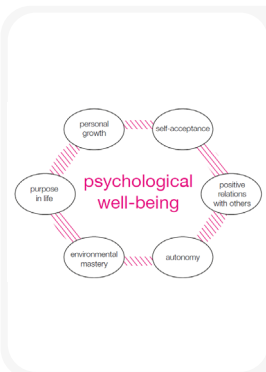 personal
growth
self-acceptance
purpose
in life
psychological
well-being
positive
relations
with others
environmental
mastery
autonomy